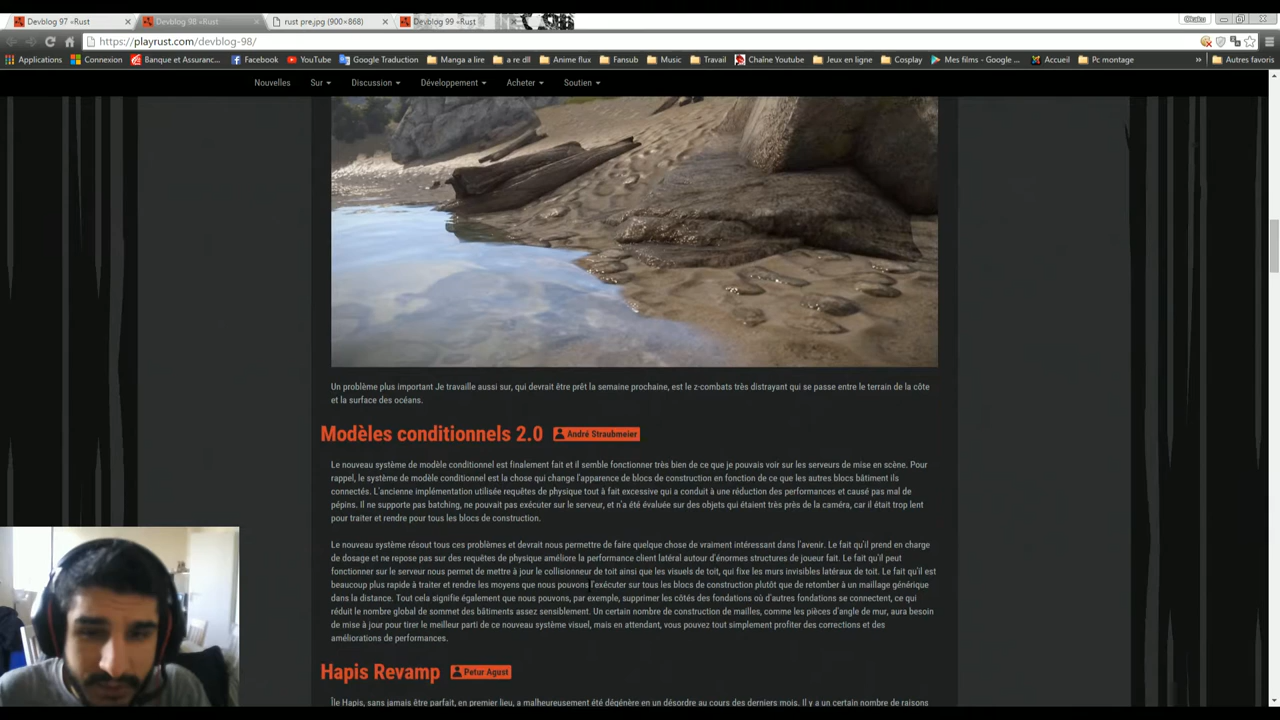 Devblog 97 «Rust
Devblog 98 «Rust
rust pre.jpg (900×868)
Devblog 99 «Rust
Otaku
https://playrust.com/devblog-98/
Applications
Connexion
Banque et Assuranc...
Facebook
YouTube
Google Traduction
Manga a lire
a re dll
Anime flux
Fansub
Music
Travail
Chaîne Youtube
Jeux en ligne
Cosplay
Mes films - Google ...
Accueil
Pc montage
»
Autres favoris
Nouvelles
Sur
Discussion
Développement
Acheter
Soutien
Un problème plus important Je travaille aussi sur, qui devrait être prêt la semaine prochaine, est le z-combats très distrayant qui se passe entre le terrain de la côte
et la surface des océans.
Modèles conditionnels 2.0
André Straubmeier
Le nouveau système de modèle conditionnel est finalement fait et il semble fonctionner très bien de ce que je pouvais voir sur les serveurs de mise en scène. Pour
rappel, le système de modèle conditionnel est la chose qui change l'apparence de blocs de construction en fonction de ce que les autres blocs bâtiment ils
connectés. L'ancienne implémentation utilisée requêtes de physique tout à fait excessive qui a conduit à une réduction des performances et causé pas mal de
pépins. Il ne supporte pas batching, ne pouvait pas exécuter sur le serveur, et n'a été évaluée sur des objets qui étaient très près de la caméra, car il était trop lent
pour traiter et rendre pour tous les blocs de construction.
Le nouveau système résout tous ces problèmes et devrait nous permettre de faire quelque chose de vraiment intéressant dans l'avenir. Le fait qu'il prend en charge
de dosage et ne repose pas sur des requêtes de physique améliore la performance client latéral autour d'énormes structures de joueur fait. Le fait qu'il peut
fonctionner sur le serveur nous permet de mettre à jour le collisionneur de toit ainsi que les visuels de toit, qui fixe les murs invisibles latéraux de toit. Le fait qu'il est
beaucoup plus rapide à traiter et rendre les moyens que nous pouvons l'exécuter sur tous les blocs de construction plutôt que de retomber à un maillage générique
dans la distance. Tout cela signifie également que nous pouvons, par exemple, supprimer les côtés des fondations où d'autres fondations se connectent, ce qui
réduit le nombre global de sommet des bâtiments assez sensiblement. Un certain nombre de construction de mailles, comme les pièces d'angle de mur, aura besoin
de mise à jour pour tirer le meilleur parti de ce nouveau système visuel, mais en attendant, vous pouvez tout simplement profiter des corrections et des
améliorations de performances.
Hapis Revamp
Petur Agust
Île Hapis, sans jamais être parfait, en premier lieu, a malheureusement été dégénère en un désordre au cours des derniers mois. Il y a un certain nombre de raisons